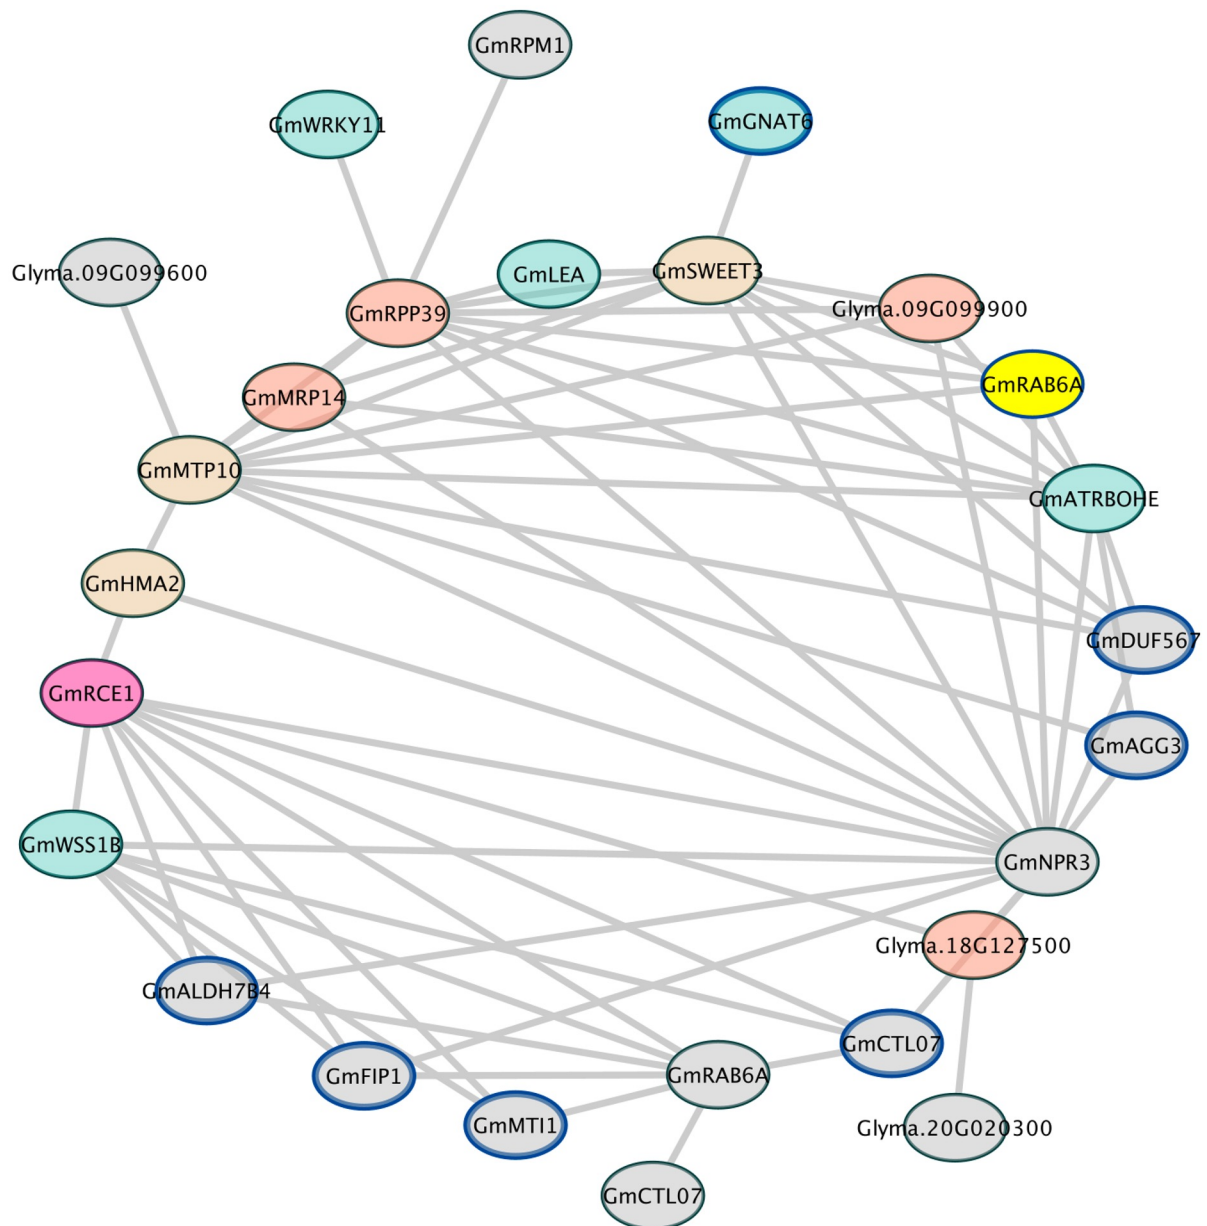 GmRPM1
GmWRKY11
GmGNAT6
Glyma.09G099600
GmLEA
GmSWEET3
GmRPP39
Glyma.09G099900
GmRAB6A
GmMRP14
GmMTP10
GmATRBOHE
GmHMA2
GmDUF567
GmRCE1
GmAGG3
GmWSS1B
GmNPR3
Glyma.18G127500
GmALDH7B4
GmCTL07
GmFIP1
GmRAB6A
GmMTI1
Glyma.20G020300
GmCTL07